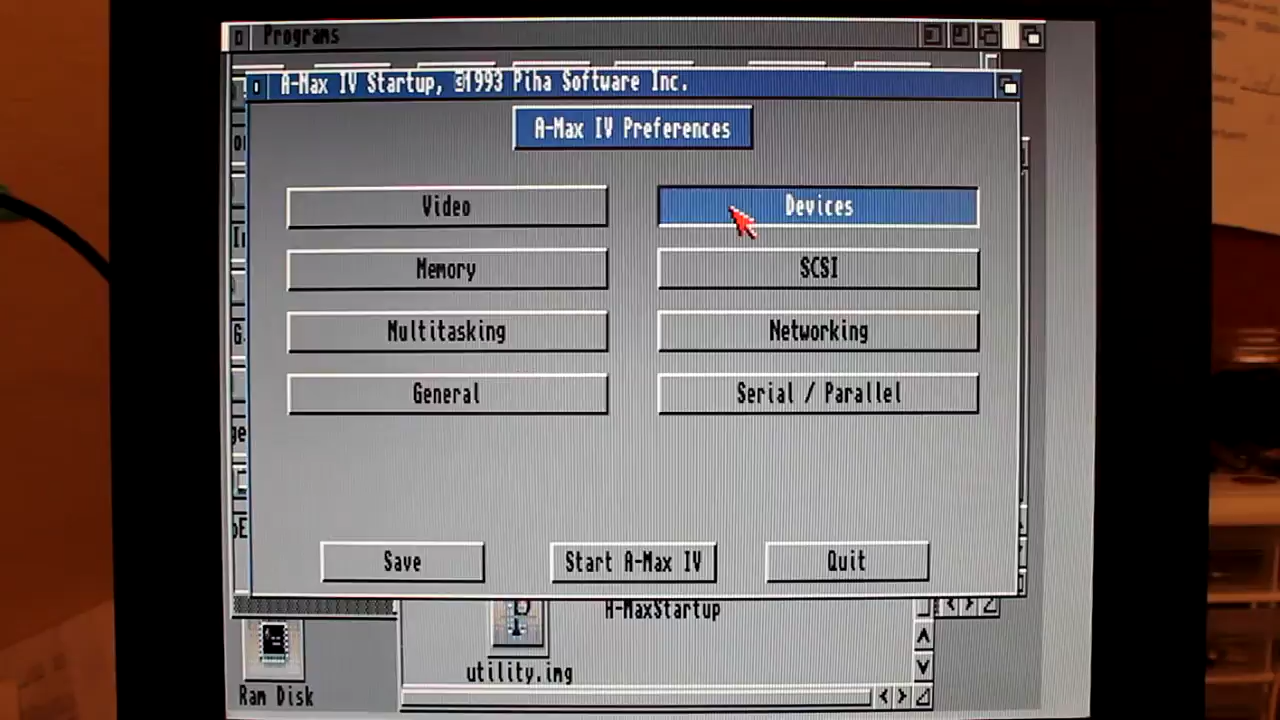 Programs
A-Max IV Startup, ©1993 Piha Software Inc.
A-Max IV Preferences
Video
Devices
Memory
SCSI
Multitasking
Networking
General
Serial / Parallel
Save
Start A-Max IV
Quit
A-MaxStartup
utility.img
Ram Disk